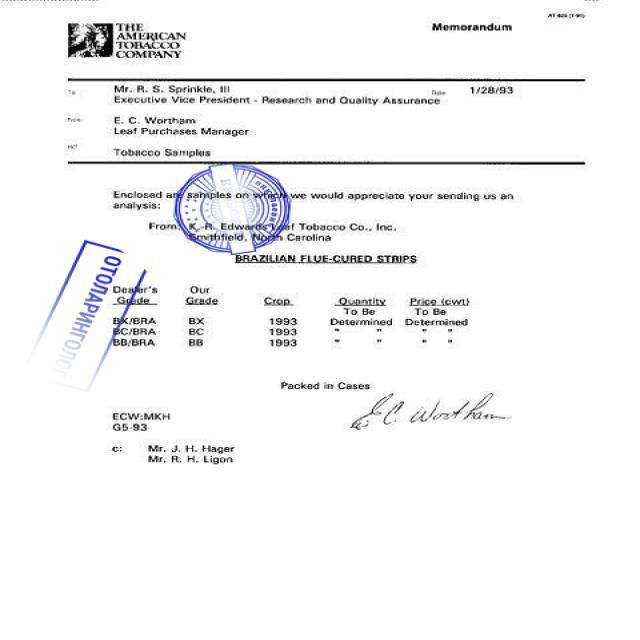 AT 625 (1-91)
THE
AMERICAN
TOBACCO
COMPANY
Memorandum
To: Mr. R. S. Sprinkle, III Date: 1/28/93
Executive Vice President - Research and Quality Assurance
From: E. C. Wortham
Leaf Purchases Manager
Ref: Tobacco Samples
Enclosed are samples on which we would appreciate your sending us an
analysis:
From: K. R. Edwards Leaf Tobacco Co., Inc.
Smithfield, North Carolina
BRAZILIAN FLUE-CURED STRIPS
Dealer's Our
Grade Grade Crop Quantity Price (cwt)
To Be To Be
BX/BRA BX 1993 Determined Determined
BC/BRA BC 1993 " " " "
BB/BRA BB 1993 " " " "
Packed in Cases
E. C. Wortham
ECW:MKH
G5-93
c: Mr. J. H. Hager
Mr. R. H. Ligon
ОТОЛАРИНГОЛОГ